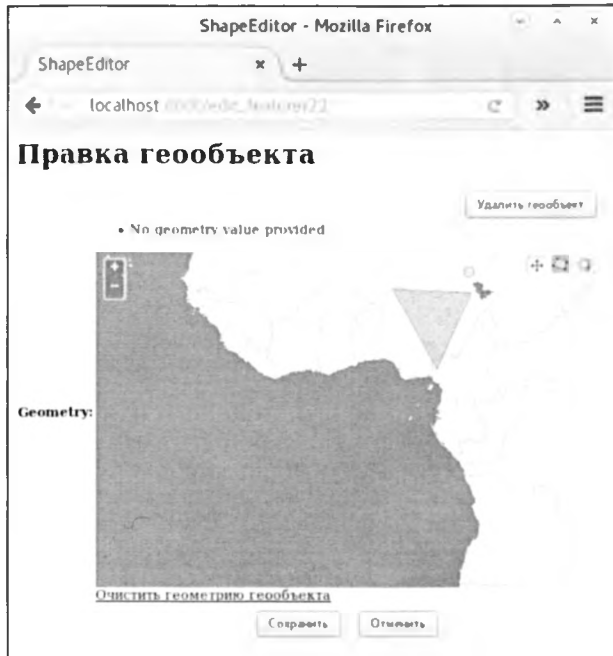 ShapeEditor - Mozilla Firefox
ShapeEditor
localhost
Правка геообъекта
Удалить геообъект
• No geometry value provided
Geometry:
Очистить геометрию геообъекта
Сохранить Отменить